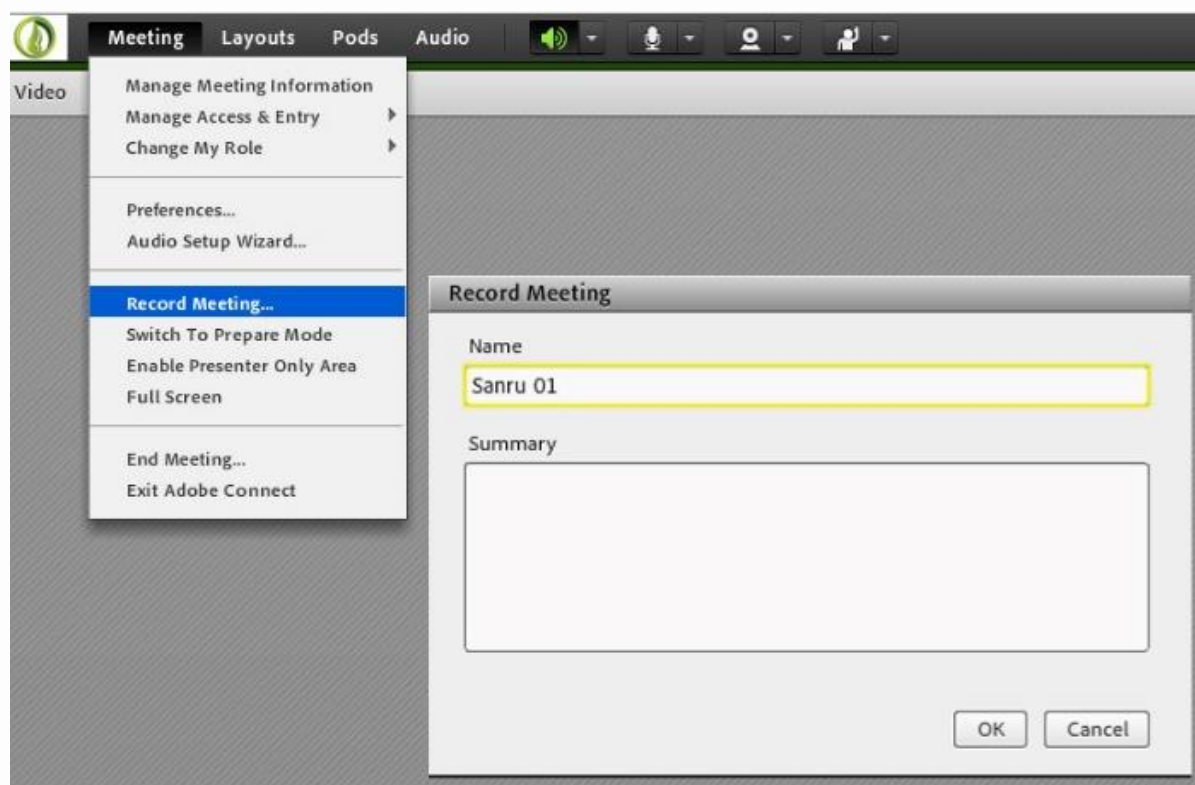 Meeting Layouts Pods Audio
Video
Manage Meeting Information
Manage Access & Entry
Change My Role
Preferences...
Audio Setup Wizard...
Record Meeting...
Switch To Prepare Mode
Enable Presenter Only Area
Full Screen
End Meeting...
Exit Adobe Connect
Record Meeting
Name
Sanru 01
Summary
OK Cancel